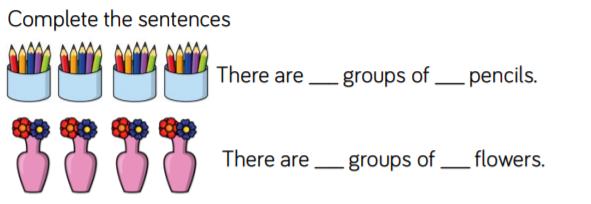 Complete the sentences
There are ___ groups of ___ pencils.
There are ___ groups of ___ flowers.